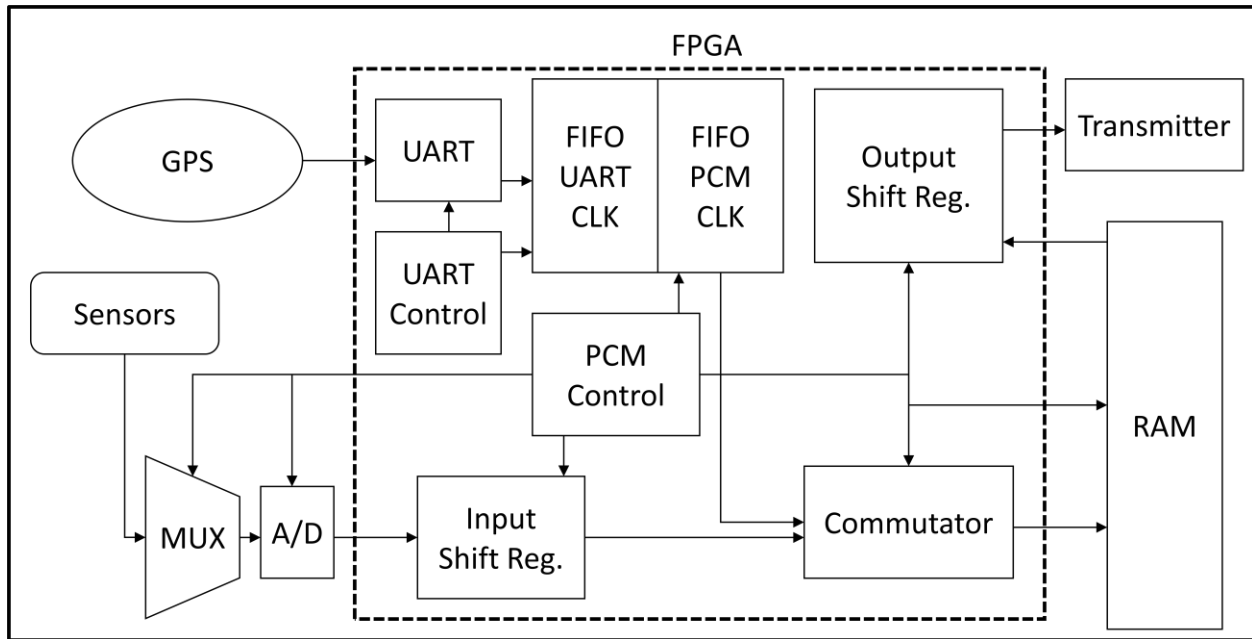 FPGA
GPS
UART
FIFO
UART
CLK
FIFO
PCM
CLK
Output
Shift Reg.
Transmitter
UART
Control
Sensors
PCM
Control
RAM
MUX
A/D
Input
Shift Reg.
Commutator